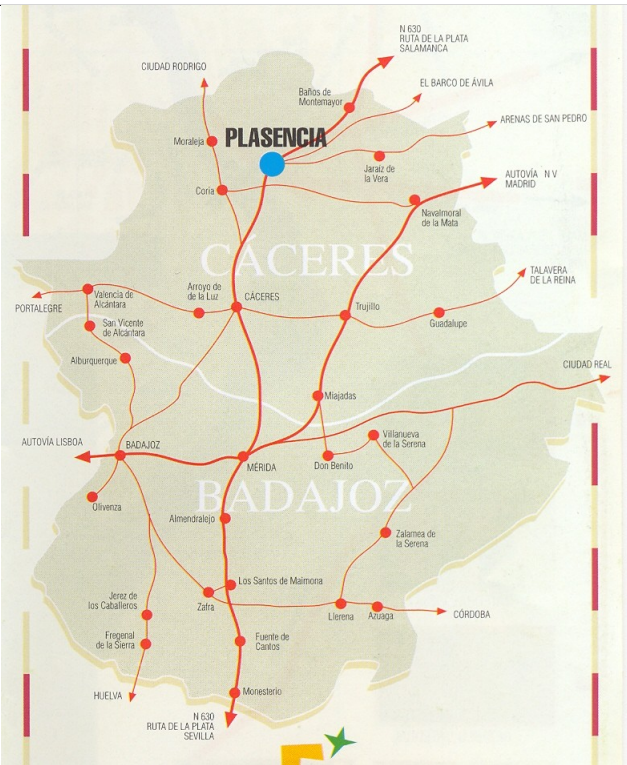 N 630
RUTA DE LA PLATA
SALAMANCA
CIUDAD RODRIGO
EL BARCO DE ÁVILA
Baños de
Montemayor
ARENAS DE SAN PEDRO
PLASENCIA
Moraleja
Jaraíz de
la Vera
AUTOVÍA N V
MADRID
Coria
Navalmoral
de la Mata
CÁCERES
TALAVERA
DE LA REINA
Valencia de
Alcántara
Arroyo de
de la Luz
CÁCERES
PORTALEGRE
Trujillo
Guadalupe
San Vicente
de Alcántara
Alburquerque
CIUDAD REAL
Miajadas
AUTOVÍA LISBOA
BADAJOZ
Villanueva
de la Serena
MÉRIDA
Don Benito
BADAJOZ
Olivenza
Almendralejo
Zalamea de
la Serena
Los Santos de Maimona
Jerez de
los Caballeros
Zafra
Llerena
Azuaga
CÓRDOBA
Fregenal
de la Sierra
Fuente de
Cantos
HUELVA
Monesterio
N 630
RUTA DE LA PLATA
SEVILLA